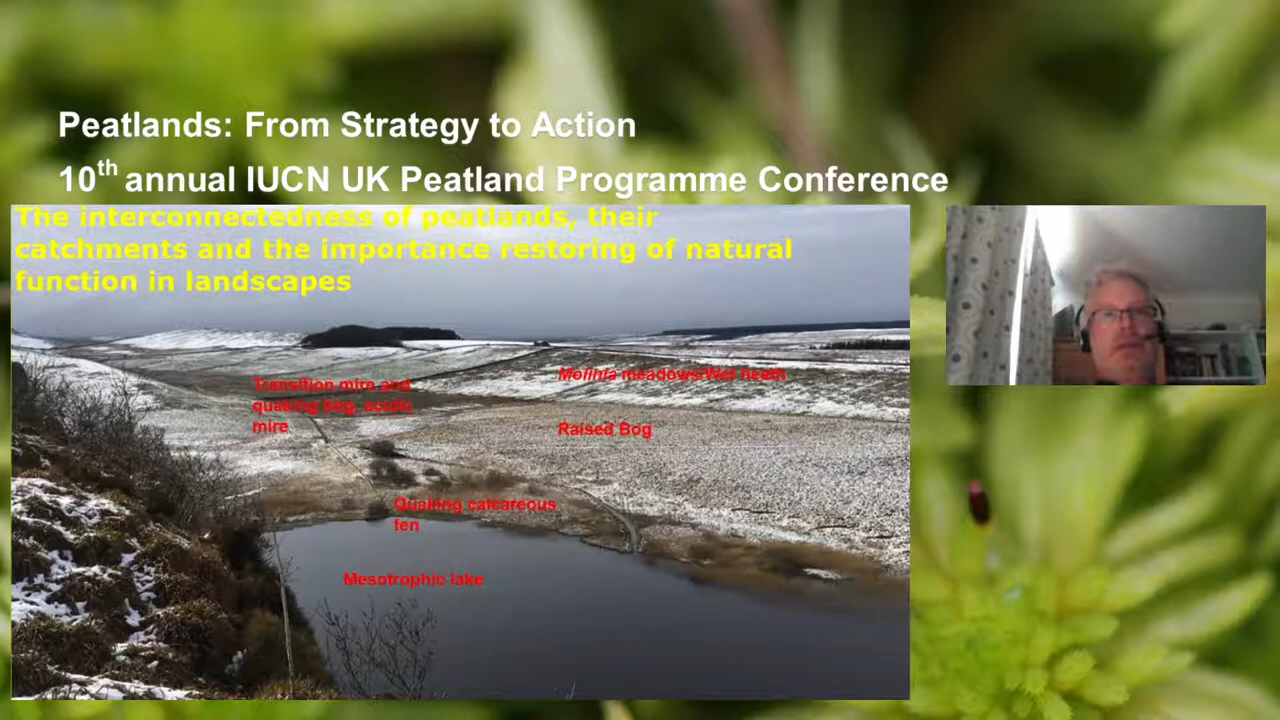 Peatlands: From Strategy to Action
10th annual IUCN UK Peatland Programme Conference
The interconnectedness of peatlands, their
catchments and the importance restoring of natural
function in landscapes
Transition mire and
quaking bog, acidic
mire
Molinia meadows/Wet heath
Raised Bog
Quaking calcareous
fen
Mesotrophic lake